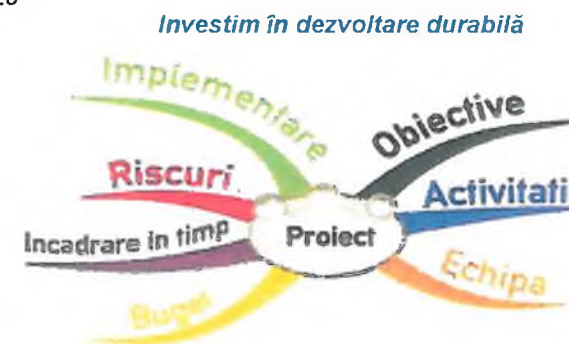 Investim în dezvoltare durabilă
Implementare
Obiective
Riscuri
Activitati
Incadrare in timp
Proiect
Echipa
Buget